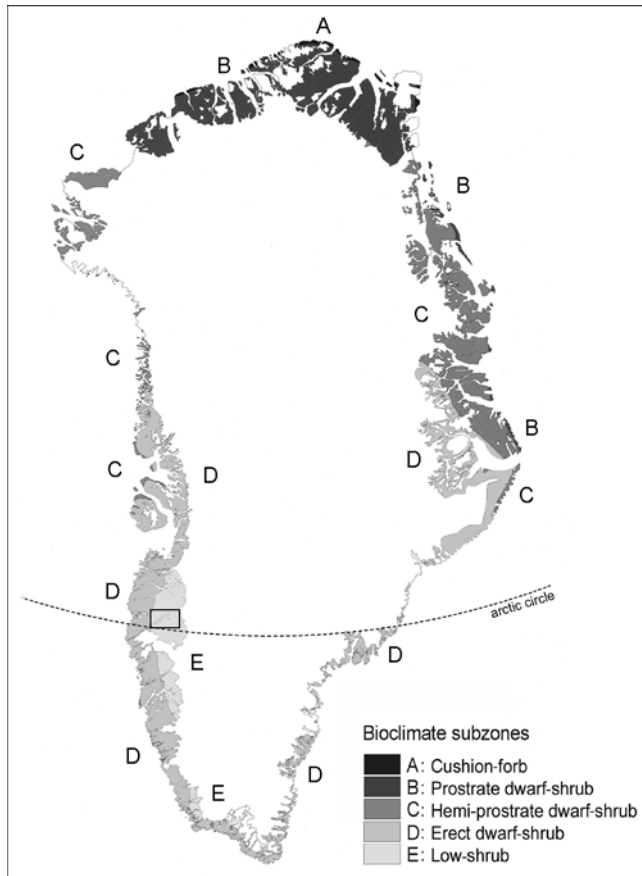 A
B
C
B
C
C
B
C
D
D
C
D
arctic circle
E
D
D
D
E
Bioclimate subzones
A: Cushion-forb
B: Prostrate dwarf-shrub
C: Hemi-prostrate dwarf-shrub
D: Erect dwarf-shrub
E: Low-shrub